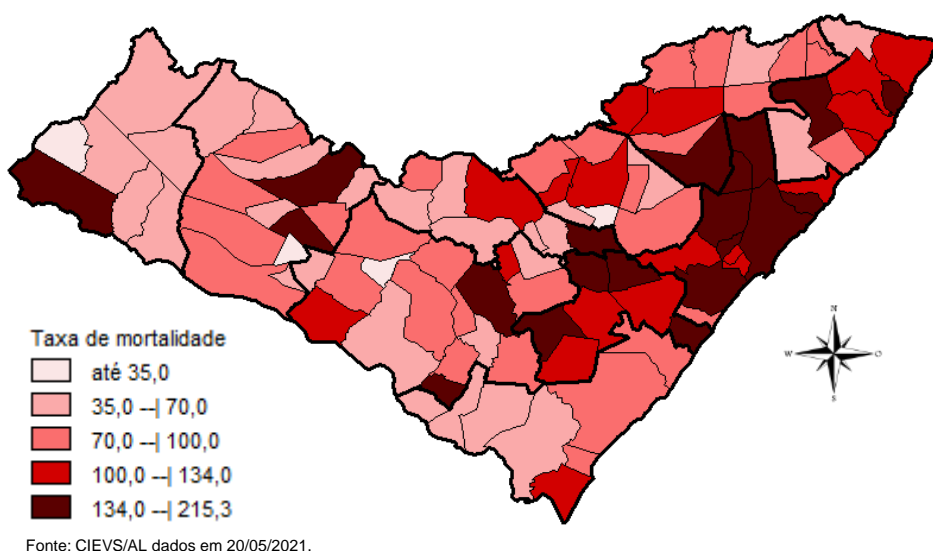 N
W
O
S
Taxa de mortalidade
até 35,0
35,0 --| 70,0
70,0 --| 100,0
100,0 --| 134,0
134,0 --| 215,3
Fonte: CIEVS/AL dados em 20/05/2021.